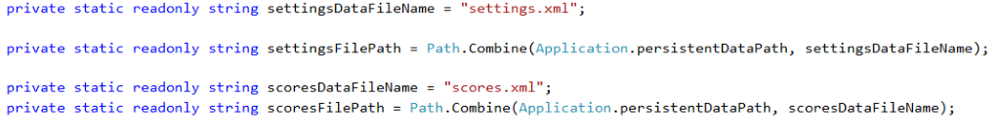 private static readonly string settingsDataFileName = "settings.xml";
private static readonly string settingsFilePath = Path.Combine(Application.persistentDataPath, settingsDataFileName);
private static readonly string scoresDataFileName = "scores.xml";
private static readonly string scoresFilePath = Path.Combine(Application.persistentDataPath, scoresDataFileName);